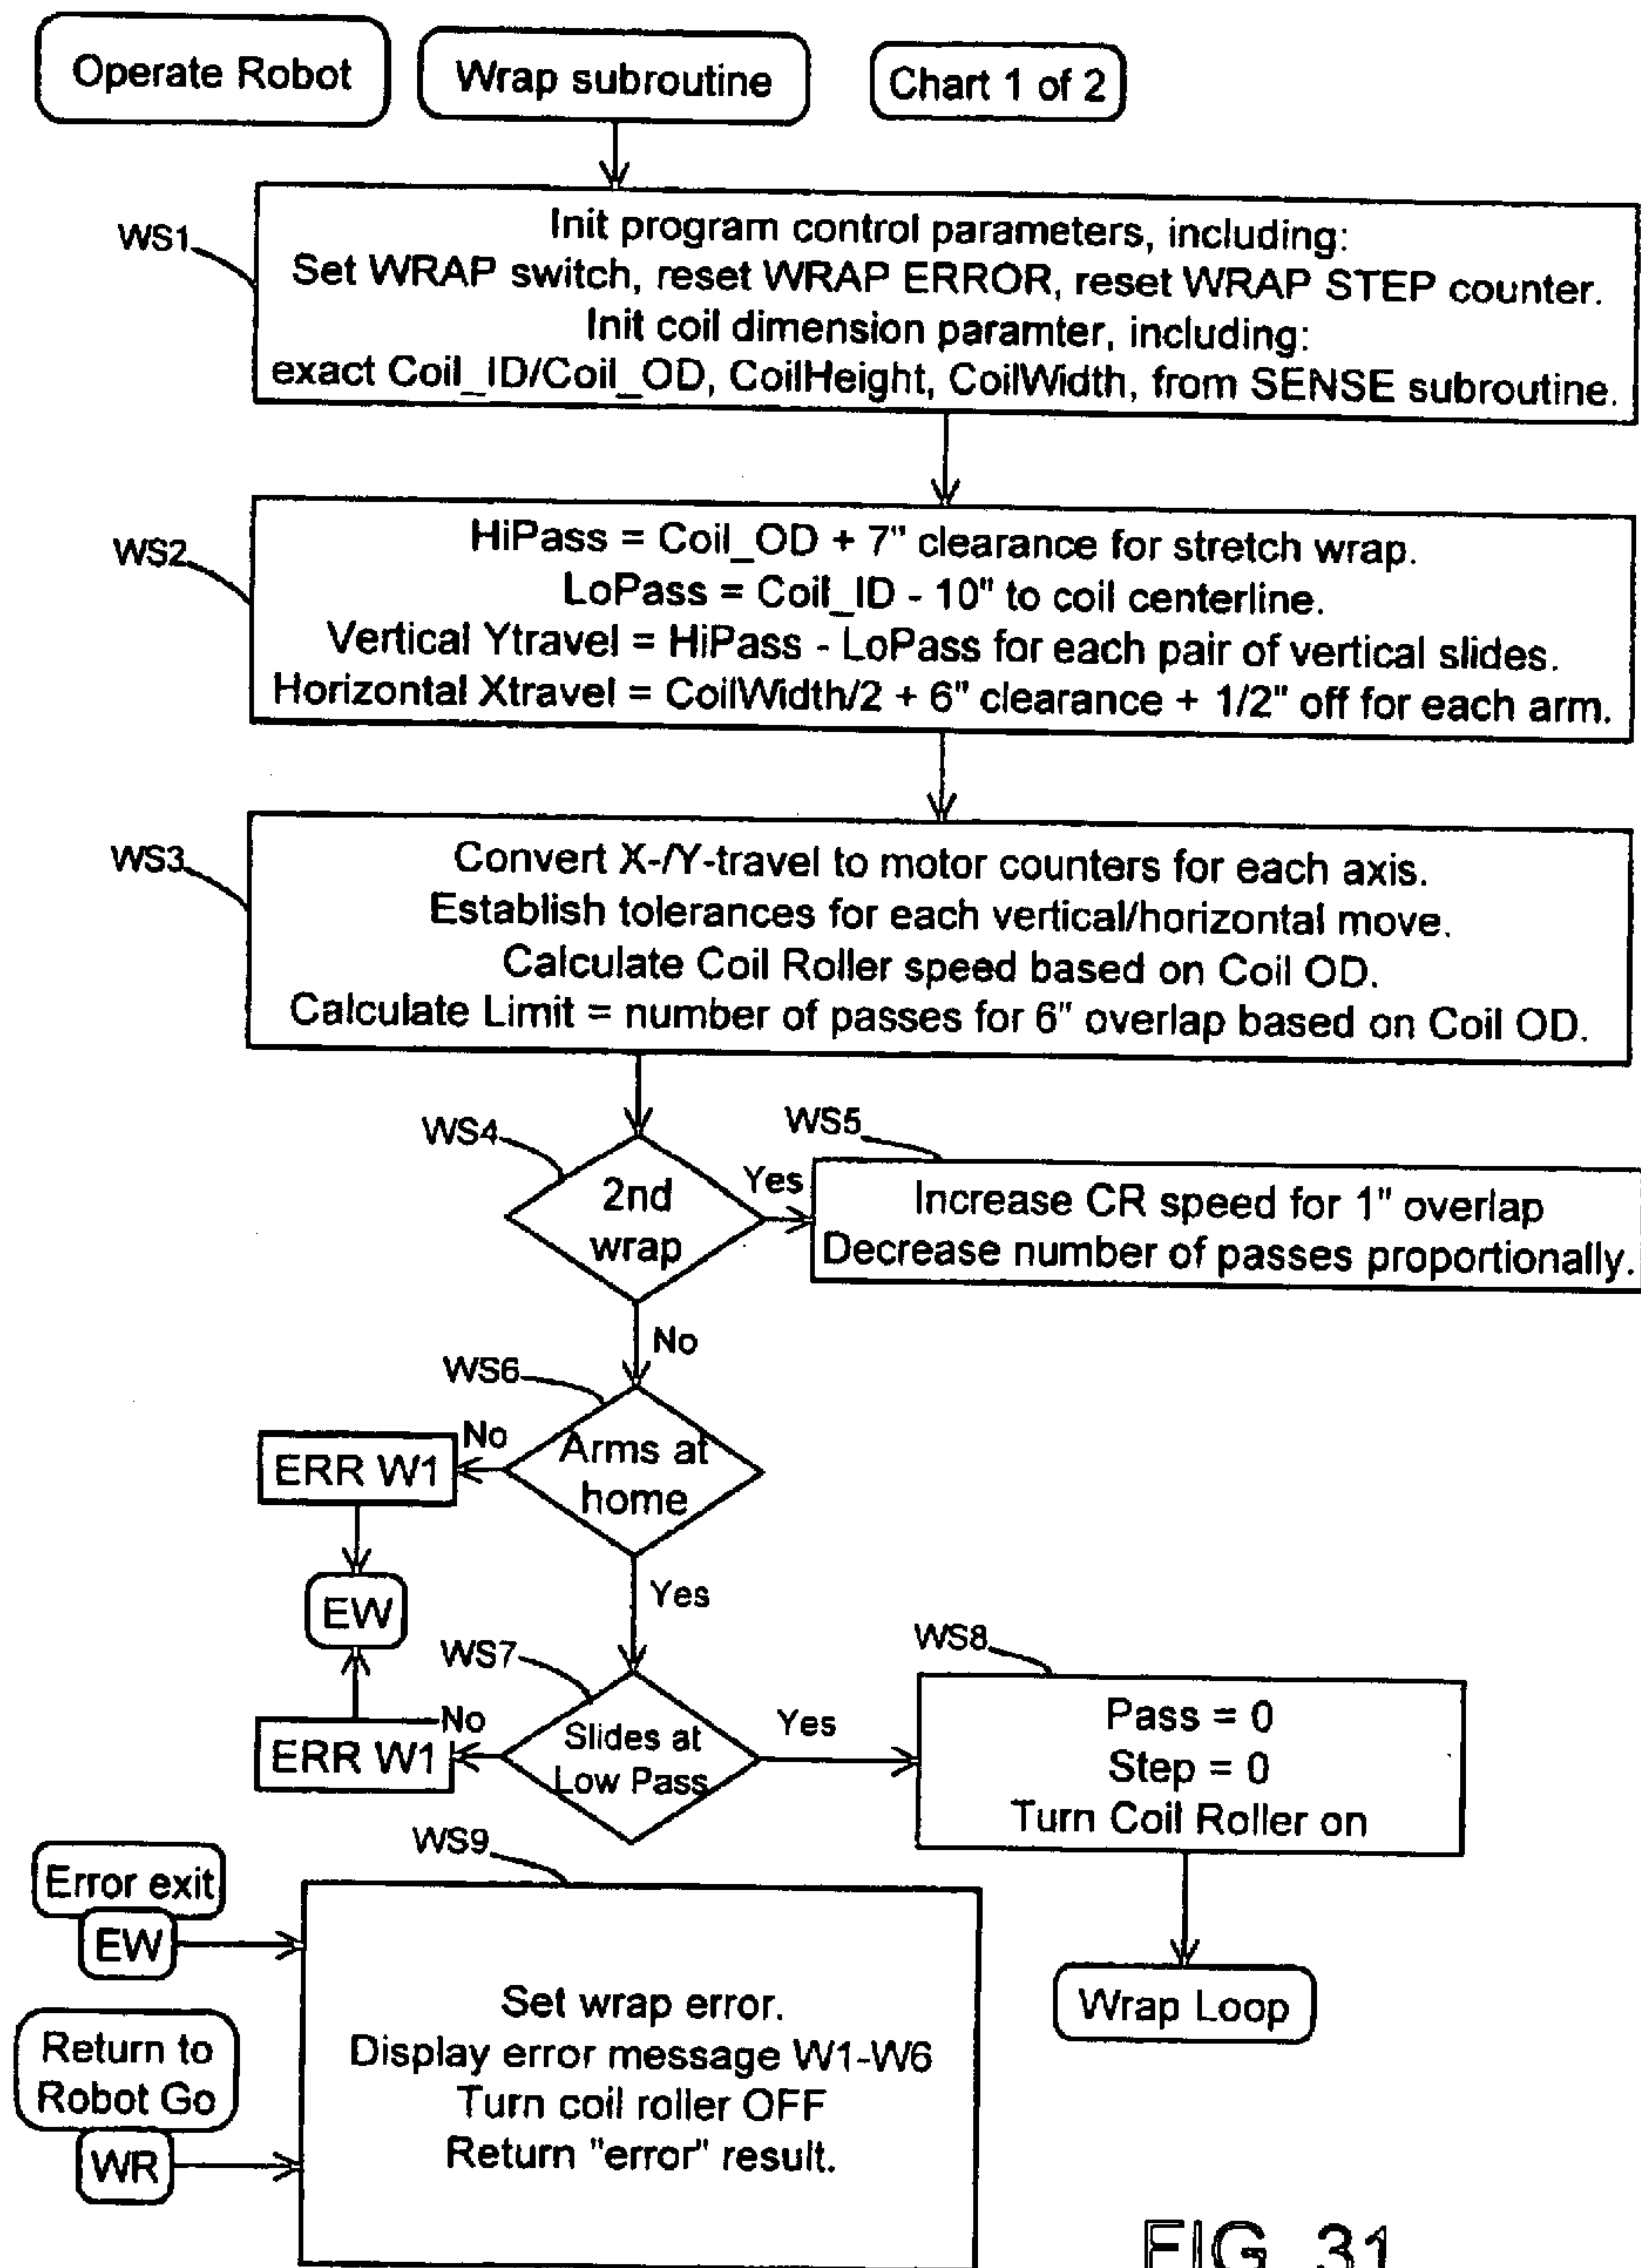 Operate Robot
Wrap subroutine
Chart 1 of 2
WS1
Init program control parameters, including:
Set WRAP switch, reset WRAP ERROR, reset WRAP STEP counter.
Init coil dimension paramter, including:
exact Coil_ID/Coil_OD, CoilHeight, CoilWidth, from SENSE subroutine.
WS2
HiPass = Coil_OD + 7" clearance for stretch wrap.
LoPass = Coil_ID - 10" to coil centerline.
Vertical Ytravel = HiPass - LoPass for each pair of vertical slides.
Horizontal Xtravel = CoilWidth/2 + 6" clearance + 1/2" off for each arm.
WS3
Convert X-/Y-travel to motor counters for each axis.
Establish tolerances for each vertical/horizontal move.
Calculate Coil Roller speed based on Coil OD.
Calculate Limit = number of passes for 6" overlap based on Coil OD.
WS4
2nd
wrap
Yes
WS5
Increase CR speed for 1" overlap
Decrease number of passes proportionally.
No
WS6
Arms at
home
No
ERR W1
EW
Yes
WS7
Slides at
Low Pass
No
ERR W1
Yes
WS8
Pass = 0
Step = 0
Turn Coil Roller on
Wrap Loop
WS9
Error exit
EW
Return to
Robot Go
WR
Set wrap error.
Display error message W1-W6
Turn coil roller OFF
Return "error" result.
FIG. 31